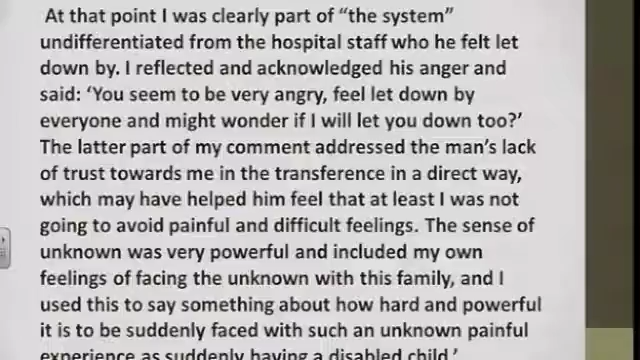 At that point I was clearly part of “the system”
undifferentiated from the hospital staff who he felt let
down by. I reflected and acknowledged his anger and
said: ‘You seem to be very angry, feel let down by
everyone and might wonder if I will let you down too?’
The latter part of my comment addressed the man’s lack
of trust towards me in the transference in a direct way,
which may have helped him feel that at least I was not
going to avoid painful and difficult feelings. The sense of
unknown was very powerful and included my own
feelings of facing the unknown with this family, and I
used this to say something about how hard and powerful
it is to be suddenly faced with such an unknown painful
experience as suddenly having a disabled child.’